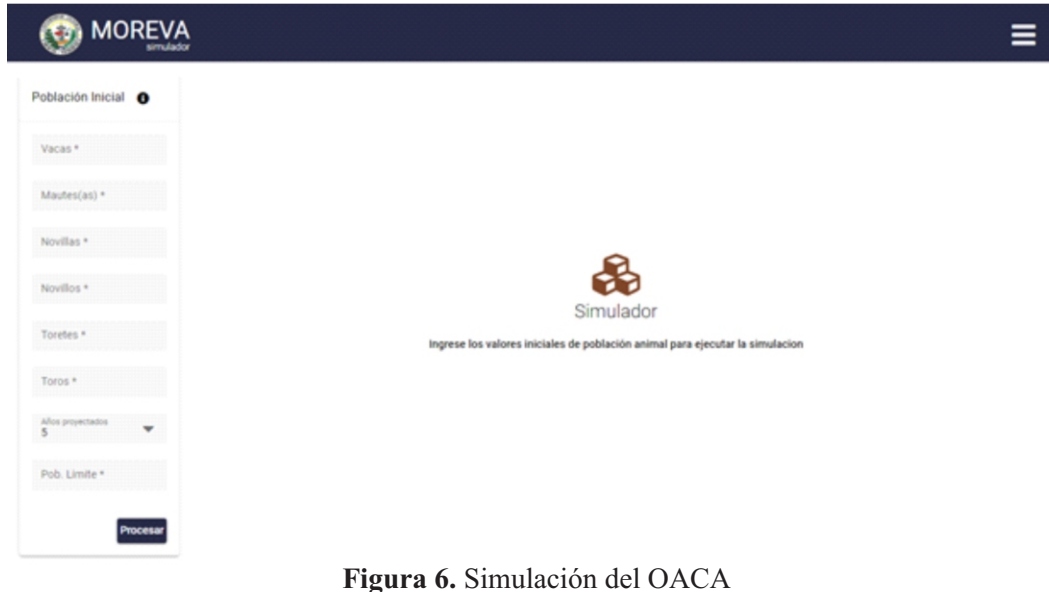 MOREVA
simulador
Población Inicial
Vacas *
Mautes(as) *
Novillas *
Novillos *
Toretes *
Toros *
Años proyectados
5
Pob. Limite *
Procesar
Simulador
Ingrese los valores iniciales de población animal para ejecutar la simulacion
Figura 6. Simulación del OACA